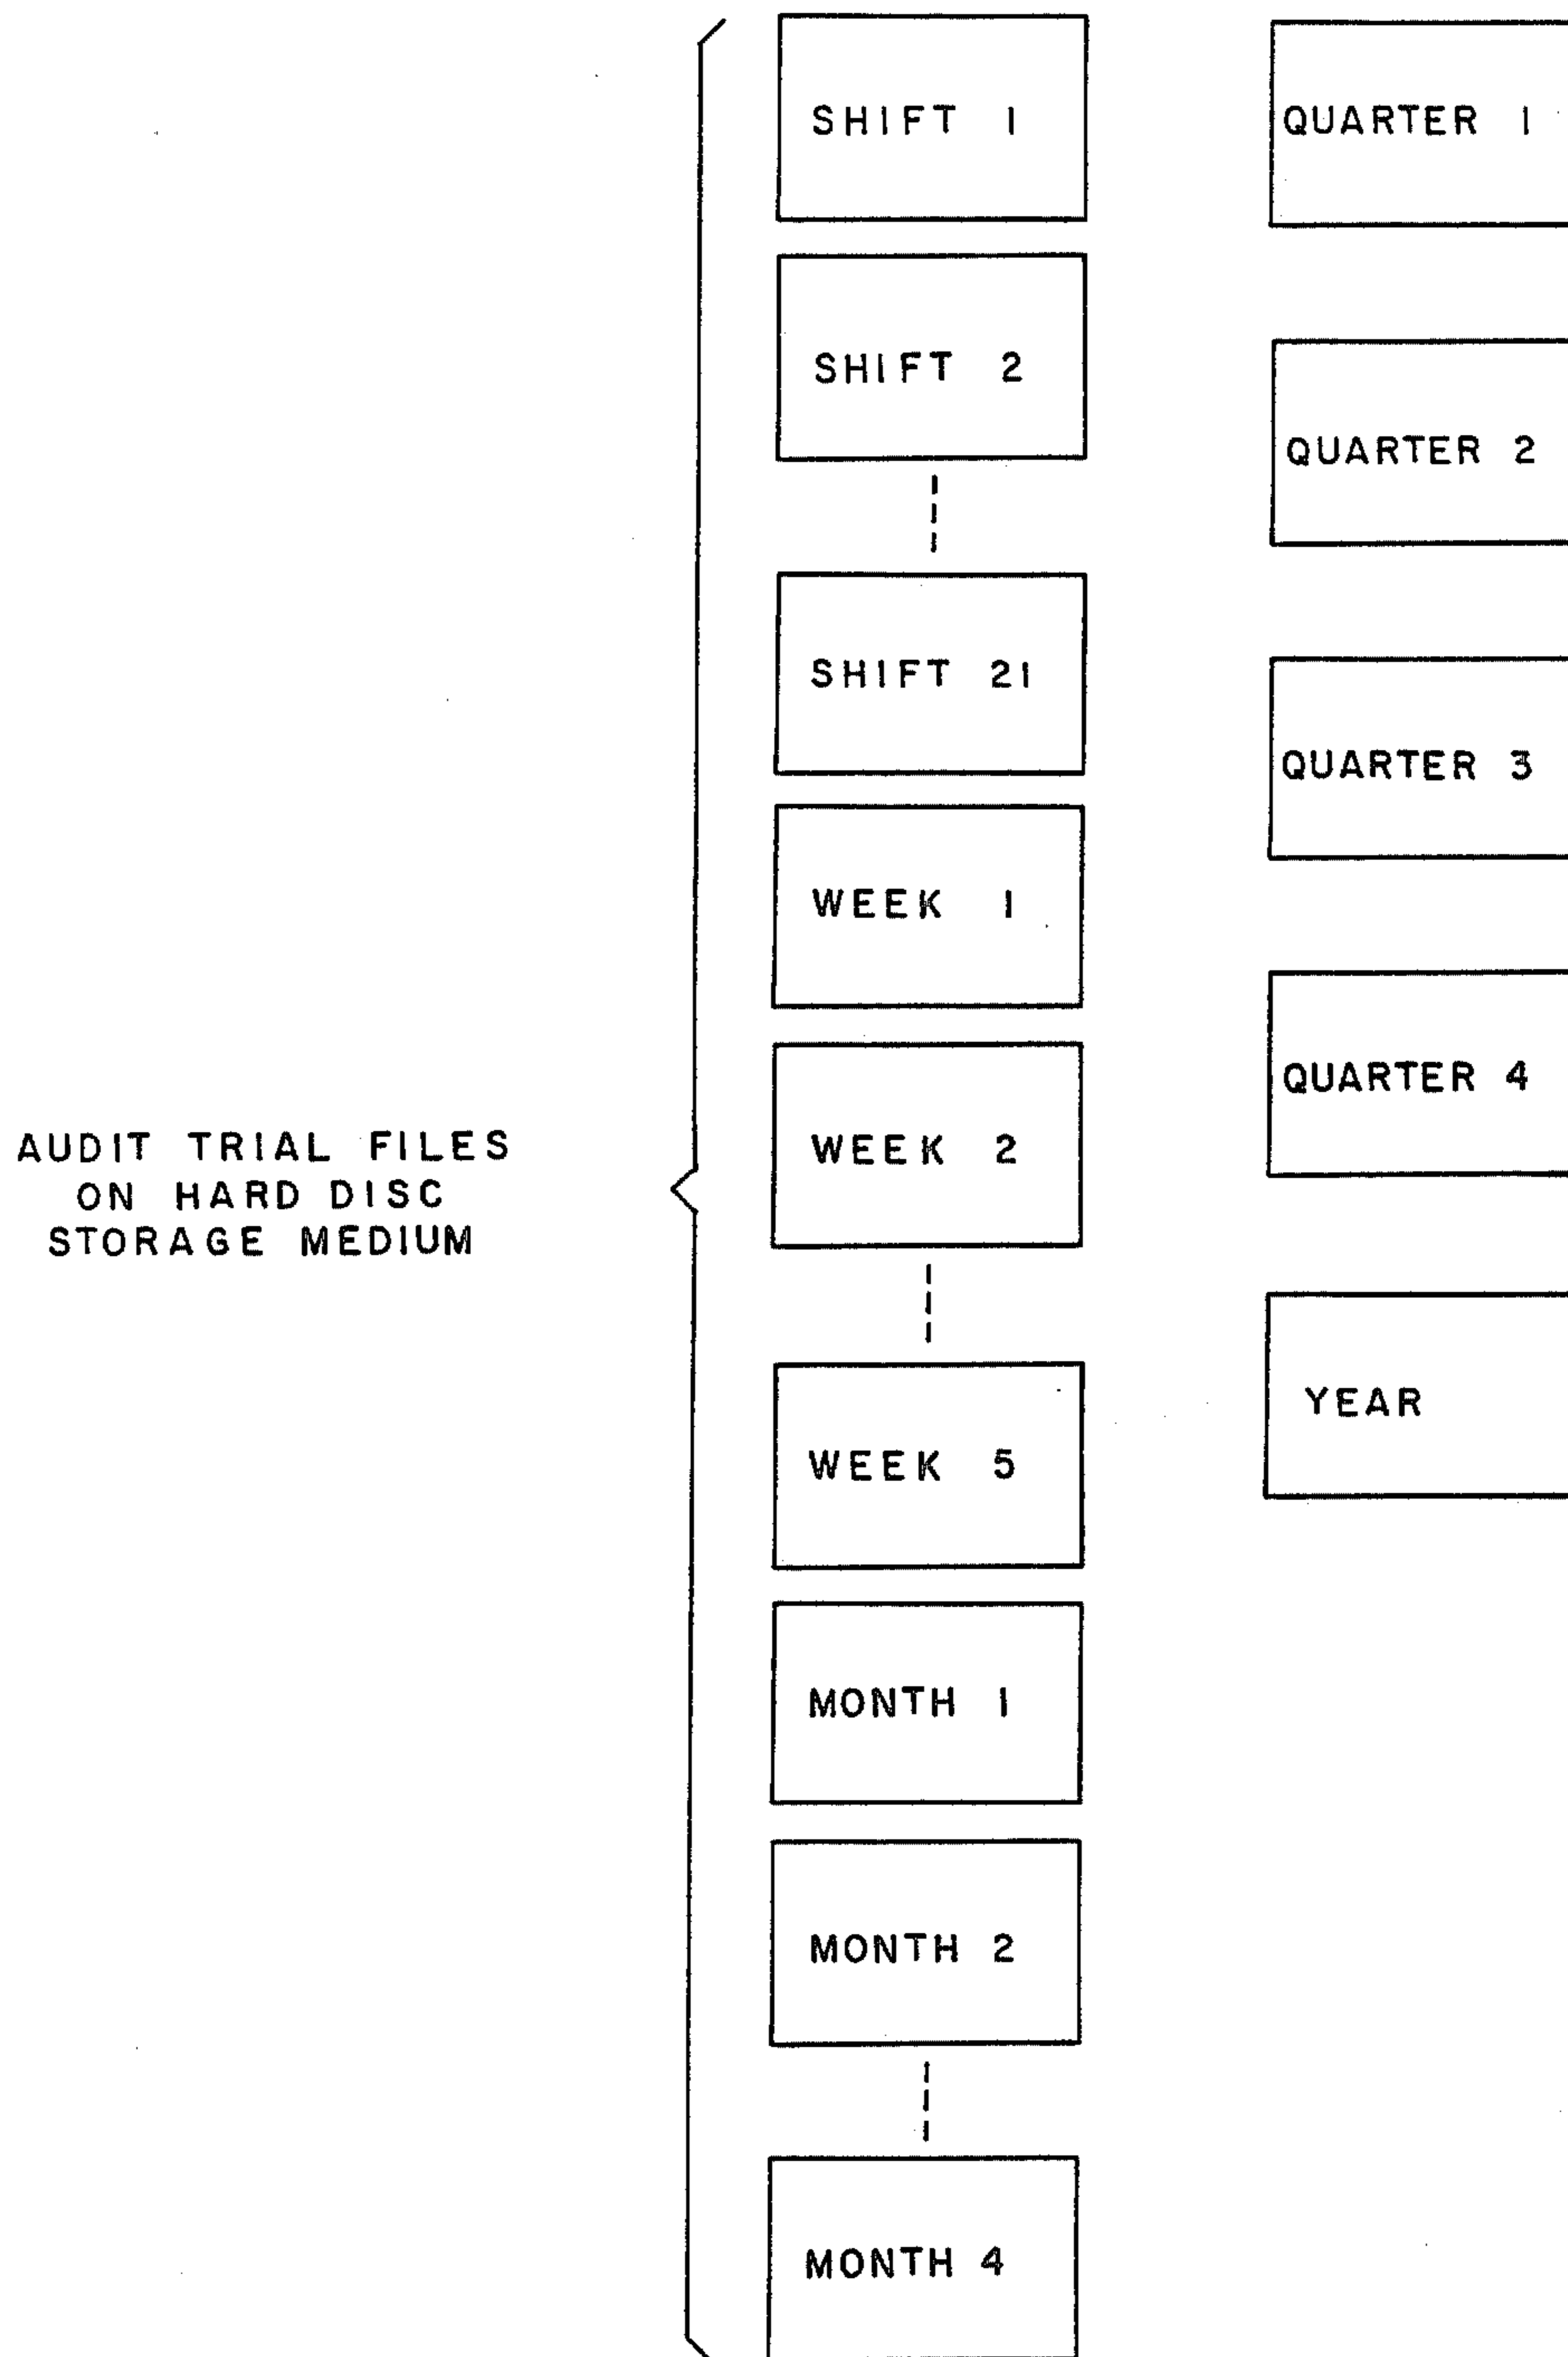 AUDIT TRIAL FILES
ON HARD DISC
STORAGE MEDIUM
SHIFT 1
SHIFT 2
SHIFT 21
WEEK 1
WEEK 2
WEEK 5
MONTH 1
MONTH 2
MONTH 4
QUARTER 1
QUARTER 2
QUARTER 3
QUARTER 4
YEAR